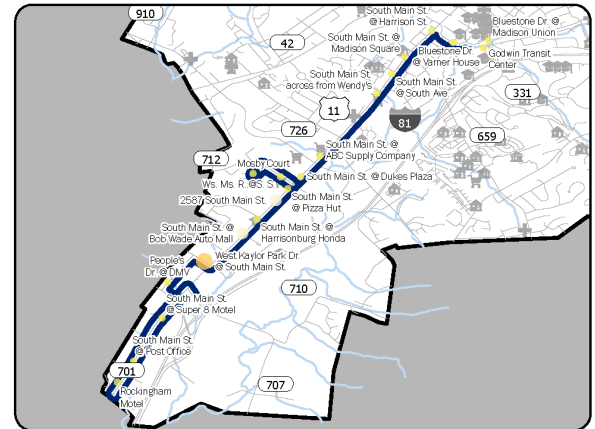 910
South Main St.
@ Harrison St.
Bluestone Dr. @
Madison Union
42
South Main St. @
Madison Square
Bluestone Dr.
@ Varner House
Godwin Transit
Center
South Main St.
across from Wendy's
South Main St.
@ South Ave
331
11
81
726
659
South Main St. @
ABC Supply Company
712
Mosby Court
South Main St. @ Dukes Plaza
Ws. Ms. R. @S. S.
2587 South Main St.
South Main St.
@ Pizza Hut
South Main St. @
Bob Wade Auto Mall
South Main St. @
Harrisonburg Honda
People's
Dr. @ DMV
West Kaylor Park Dr.
@ South Main St.
710
South Main St.
@ Super 8 Motel
South Main St.
@ Post Office
701
707
Rockingham
Motel